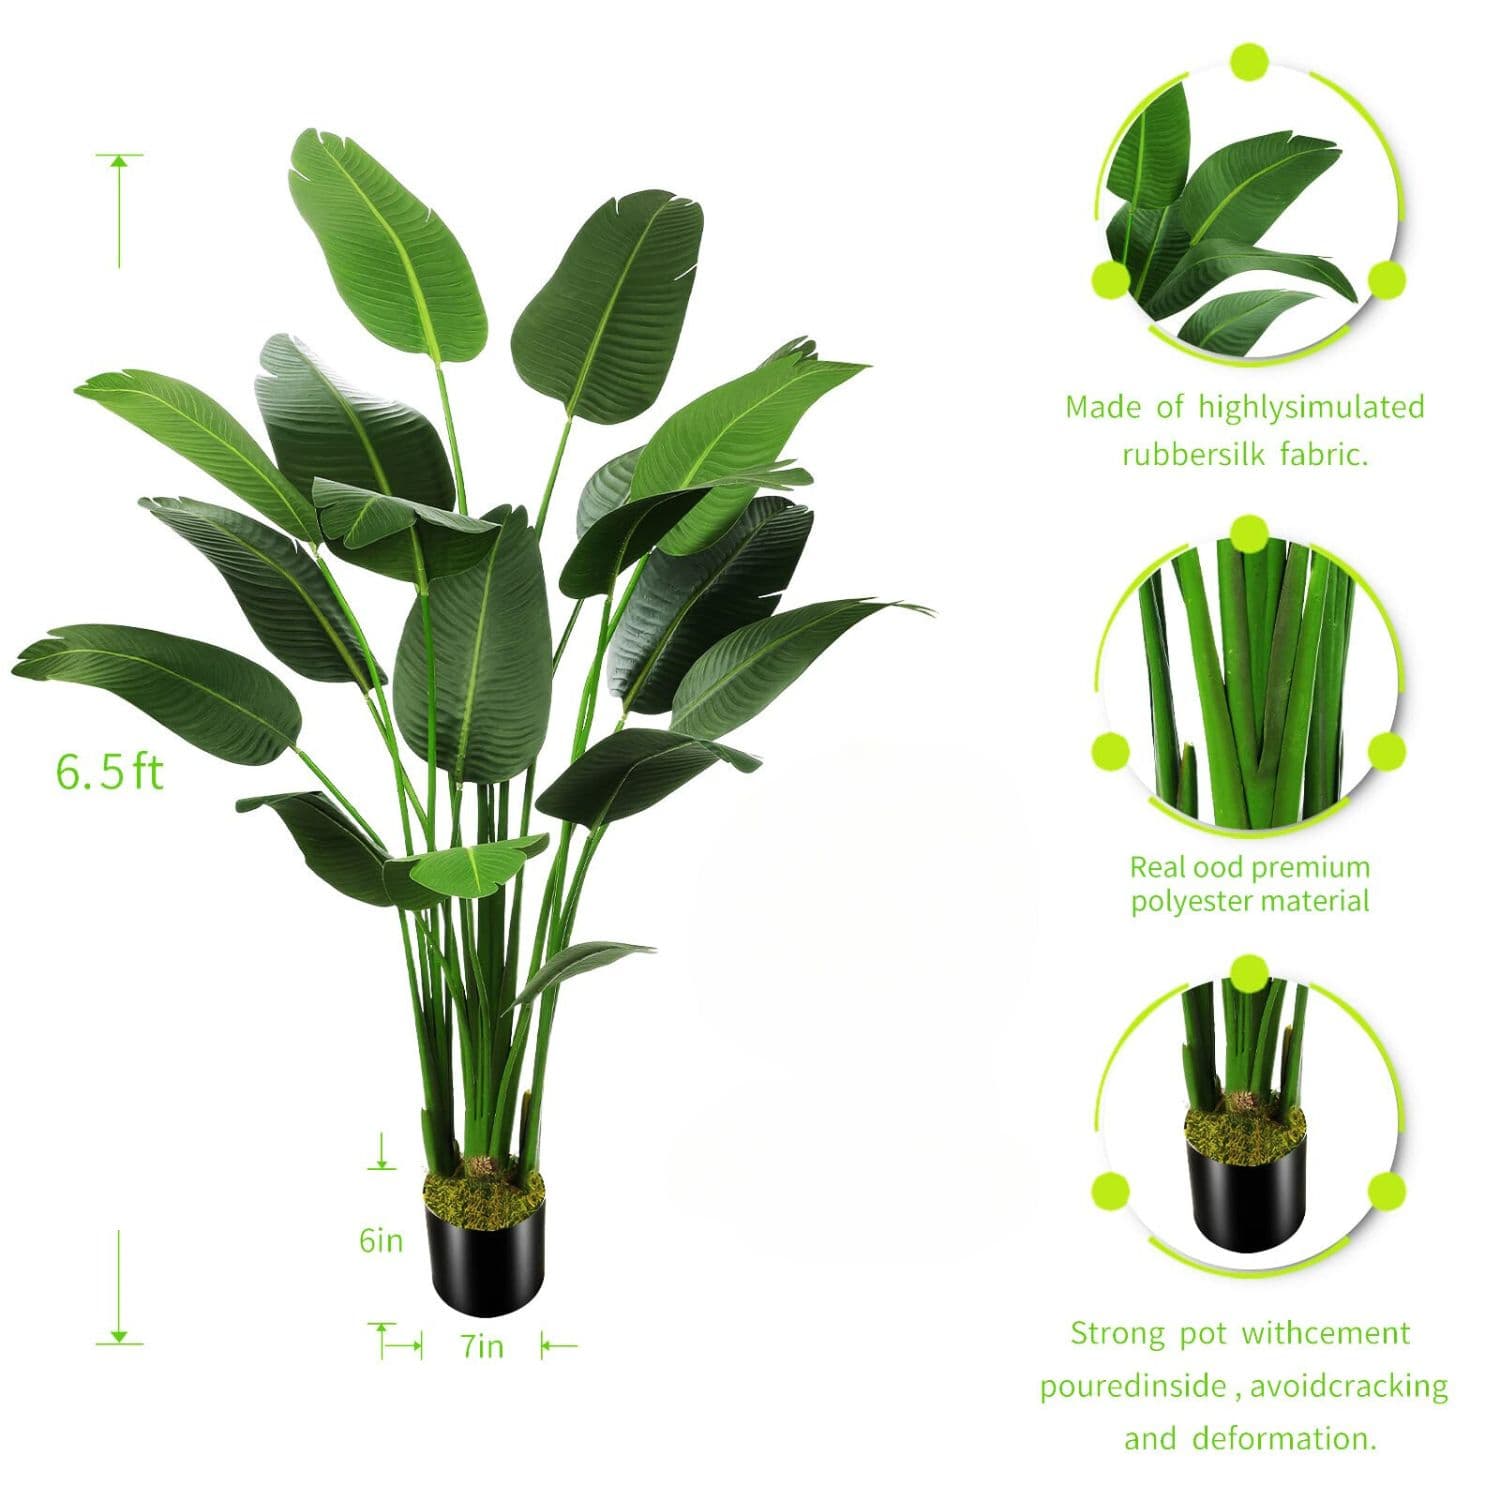 6.5ft
6in
7in
Made of highlysimulated
rubbersilk fabric.
Real ood premium
polyester material
Strong pot withcement
pouredinside , avoidcracking
and deformation.